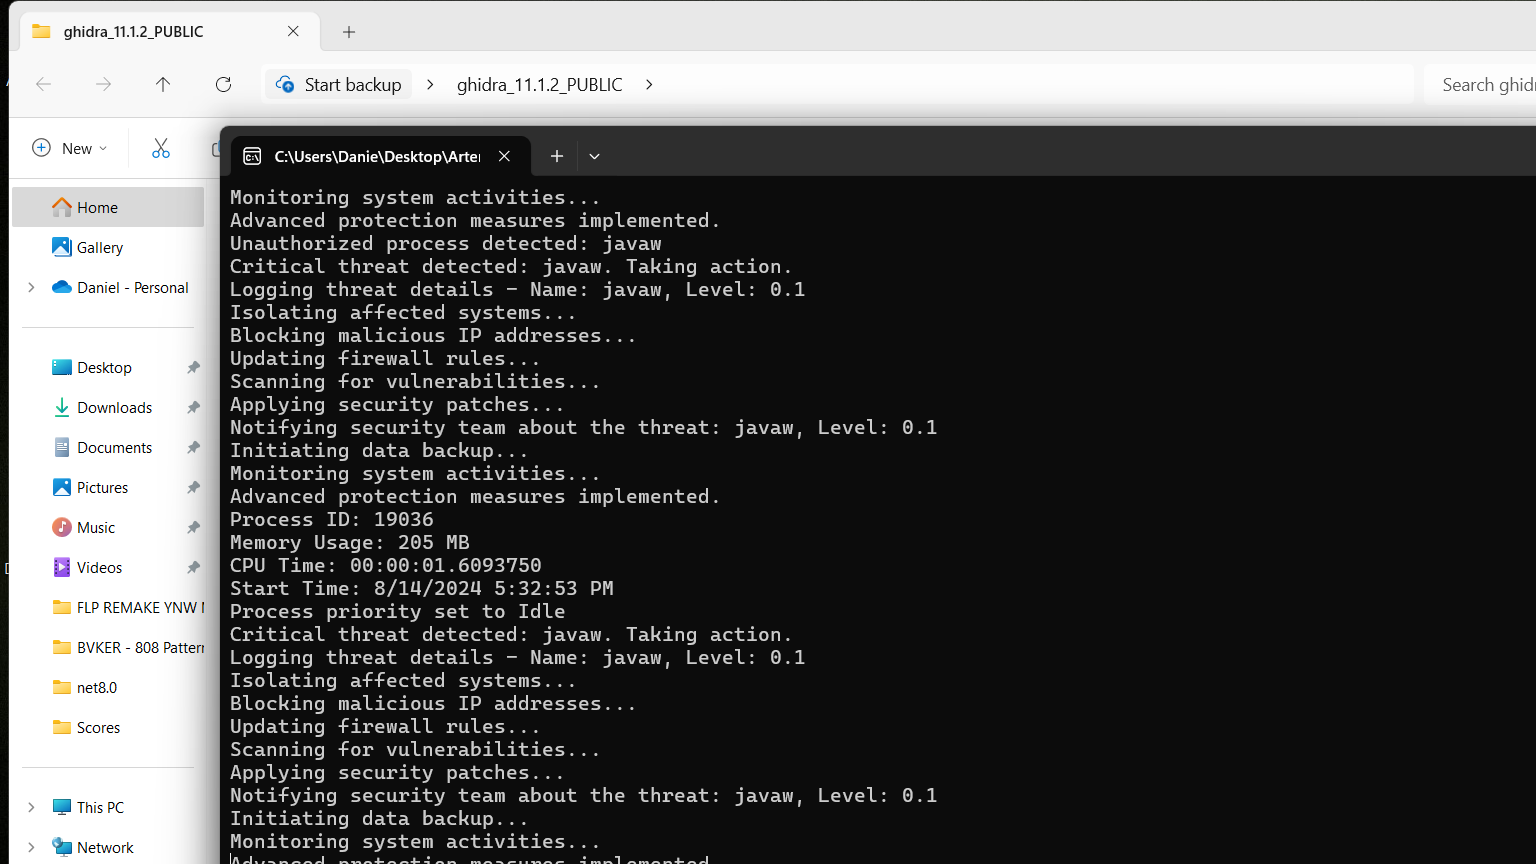 ghidra_11.1.2_PUBLIC
Start backup
ghidra_11.1.2_PUBLIC
Search ghid
New
C:\Users\Danie\Desktop\Arte
Home
Gallery
Daniel - Personal
Desktop
Downloads
Documents
Pictures
Music
Videos
FLP REMAKE YNW
BVKER - 808 Patter
net8.0
Scores
This PC
Network
Monitoring system activities...
Advanced protection measures implemented.
Unauthorized process detected: javaw
Critical threat detected: javaw. Taking action.
Logging threat details - Name: javaw, Level: 0.1
Isolating affected systems...
Blocking malicious IP addresses...
Updating firewall rules...
Scanning for vulnerabilities...
Applying security patches...
Notifying security team about the threat: javaw, Level: 0.1
Initiating data backup...
Monitoring system activities...
Advanced protection measures implemented.
Process ID: 19036
Memory Usage: 205 MB
CPU Time: 00:00:01.6093750
Start Time: 8/14/2024 5:32:53 PM
Process priority set to Idle
Critical threat detected: javaw. Taking action.
Logging threat details - Name: javaw, Level: 0.1
Isolating affected systems...
Blocking malicious IP addresses...
Updating firewall rules...
Scanning for vulnerabilities...
Applying security patches...
Notifying security team about the threat: javaw, Level: 0.1
Initiating data backup...
Monitoring system activities...
Advanced protection measures implemented